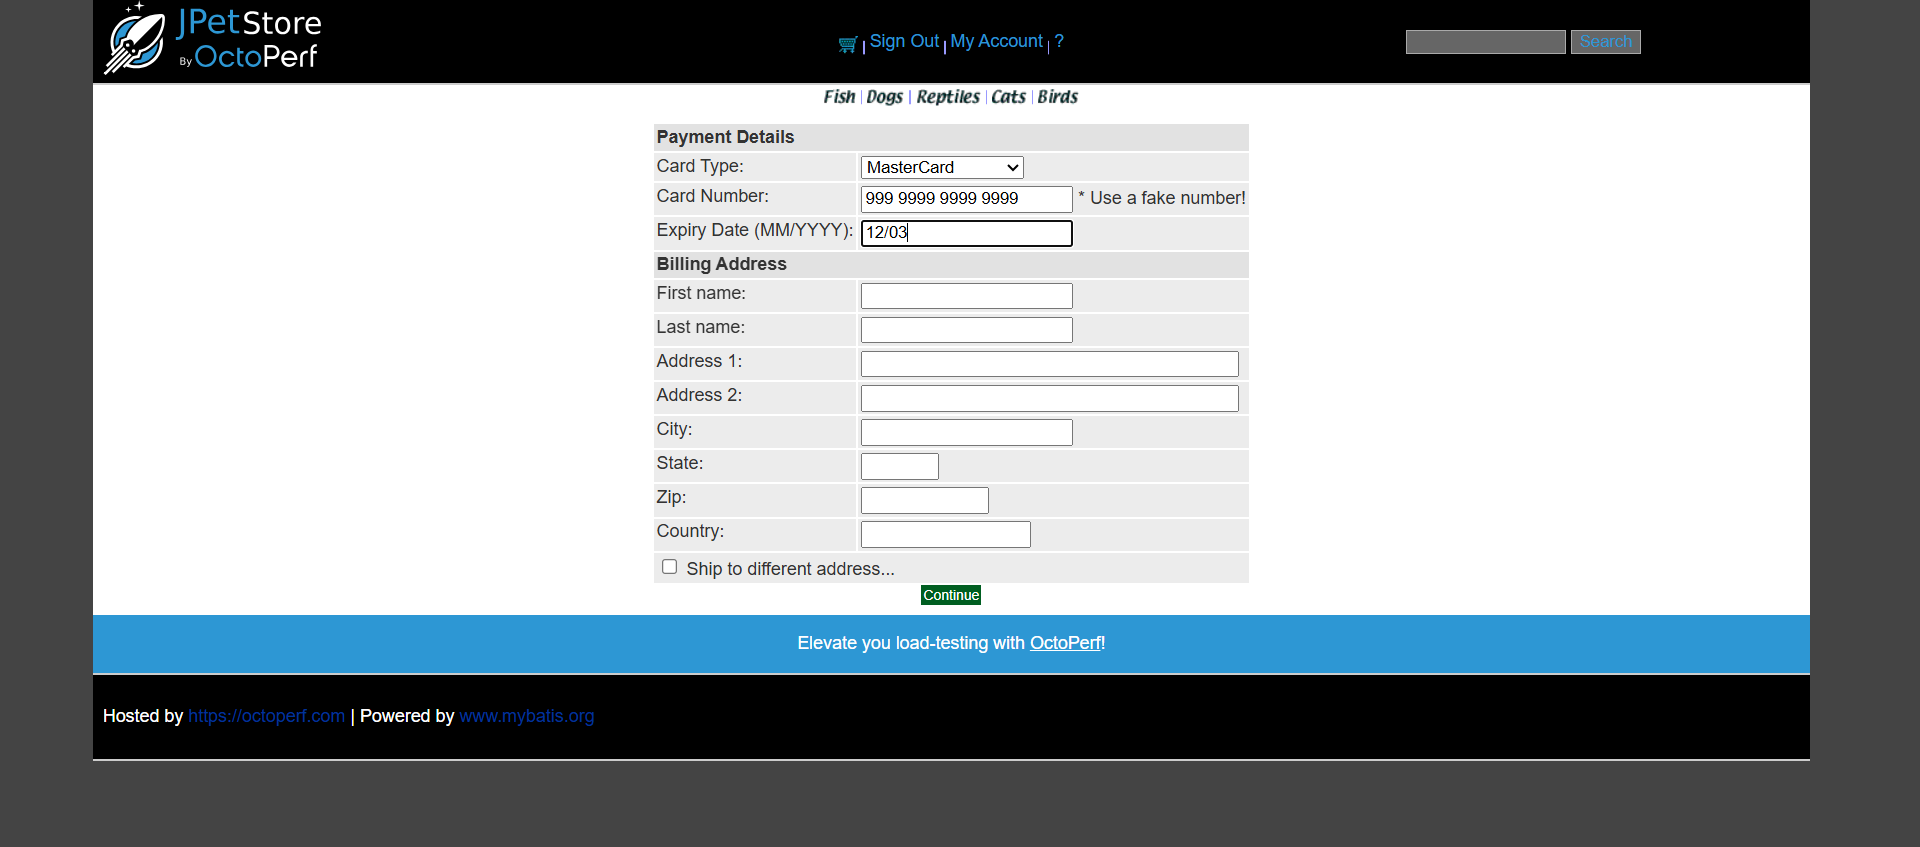 JPetStore
By OctoPerf
Sign Out | My Account | ?
Search
Fish | Dogs | Reptiles | Cats | Birds
Payment Details
Card Type: MasterCard
Card Number: 999 9999 9999 9999 * Use a fake number!
Expiry Date (MM/YYYY): 12/03
Billing Address
First name:
Last name:
Address 1:
Address 2:
City:
State:
Zip:
Country:
Ship to different address...
Continue
Elevate you load-testing with OctoPerf!
Hosted by https://octoperf.com | Powered by www.mybatis.org